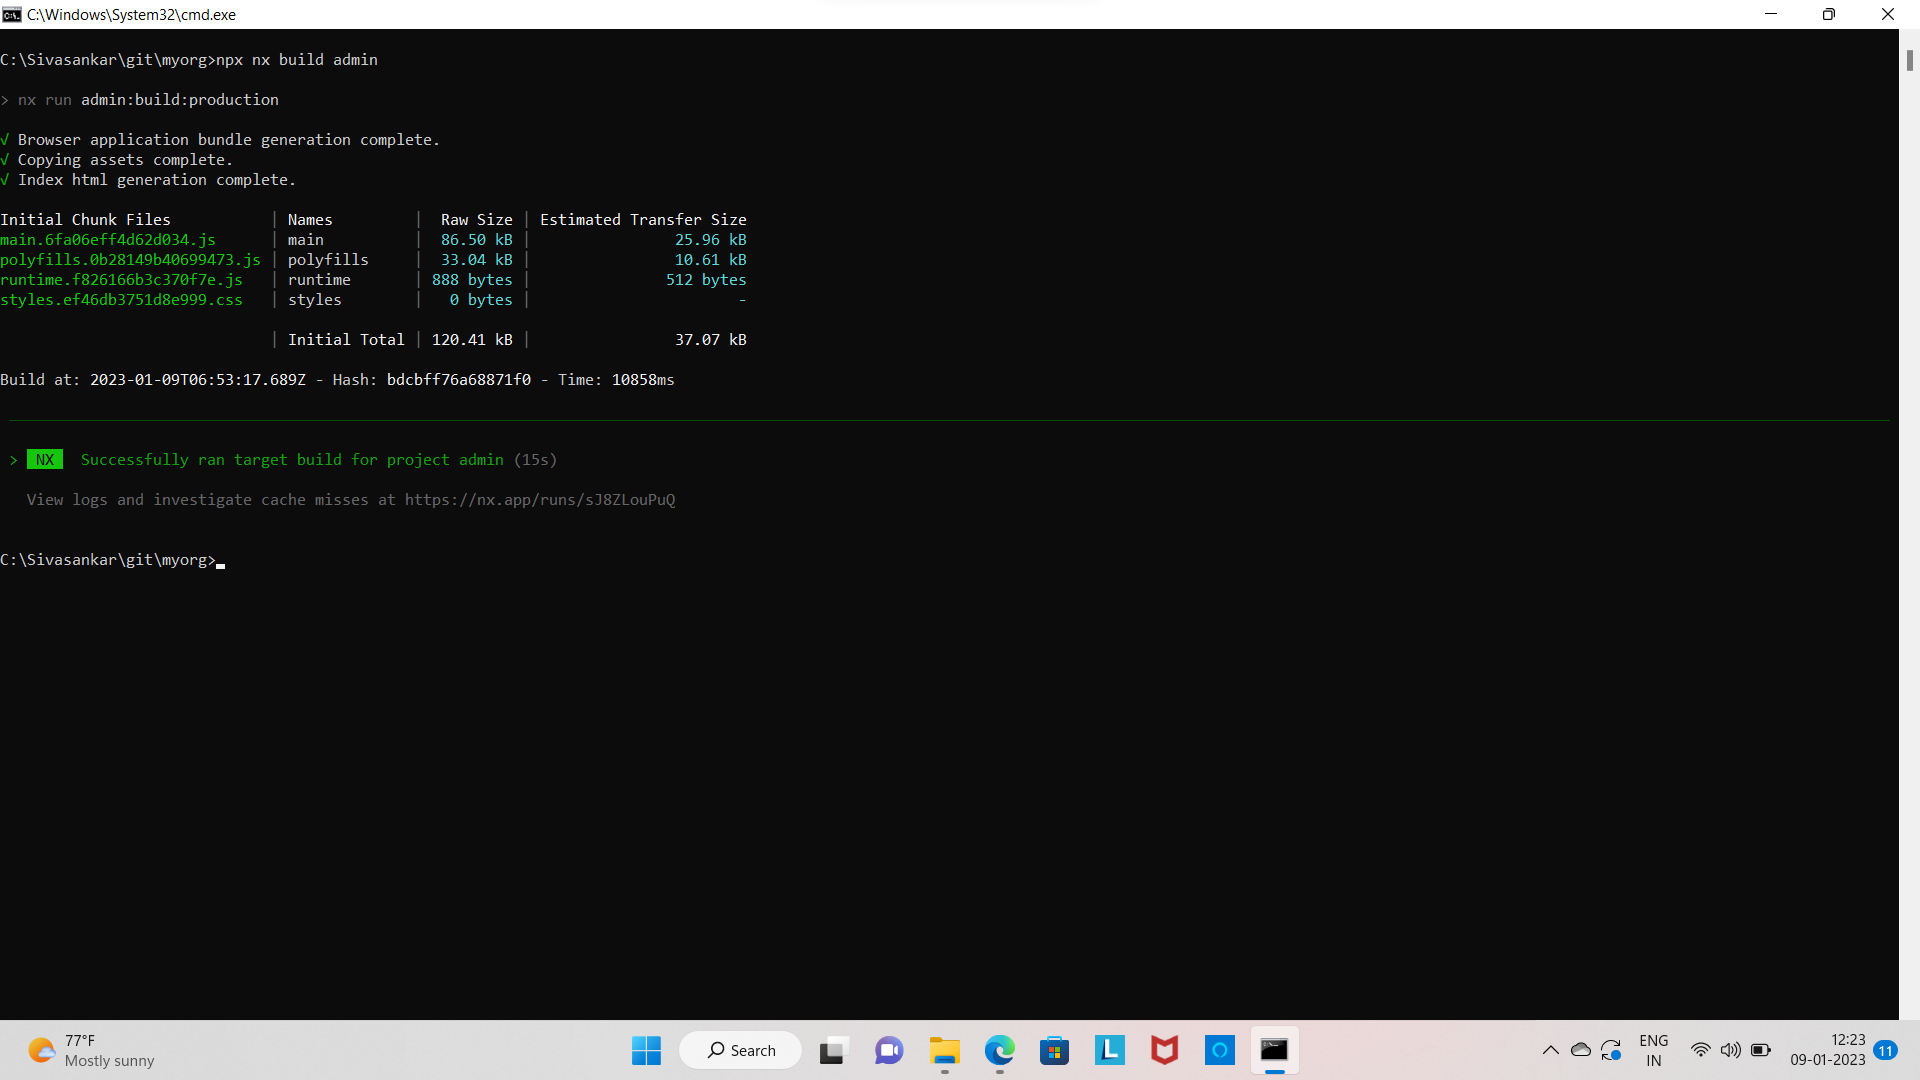 C:\Windows\System32\cmd.exe
C:\Sivasankar\git\myorg>npx nx build admin
> nx run admin:build:production
√ Browser application bundle generation complete.
√ Copying assets complete.
√ Index html generation complete.
Initial Chunk Files | Names | Raw Size | Estimated Transfer Size
main.6fa06eff4d62d034.js | main | 86.50 kB | 25.96 kB
polyfills.0b28149b40699473.js | polyfills | 33.04 kB | 10.61 kB
runtime.f826166b3c370f7e.js | runtime | 888 bytes | 512 bytes
styles.ef46db3751d8e999.css | styles | 0 bytes | -
| Initial Total | 120.41 kB | 37.07 kB
Build at: 2023-01-09T06:53:17.689Z - Hash: bdcbff76a68871f0 - Time: 10858ms
> NX Successfully ran target build for project admin (15s)
View logs and investigate cache misses at https://nx.app/runs/sJ8ZLouPuQ
C:\Sivasankar\git\myorg>
77°F
Mostly sunny
Search
L
ENG
IN
12:23
09-01-2023
11